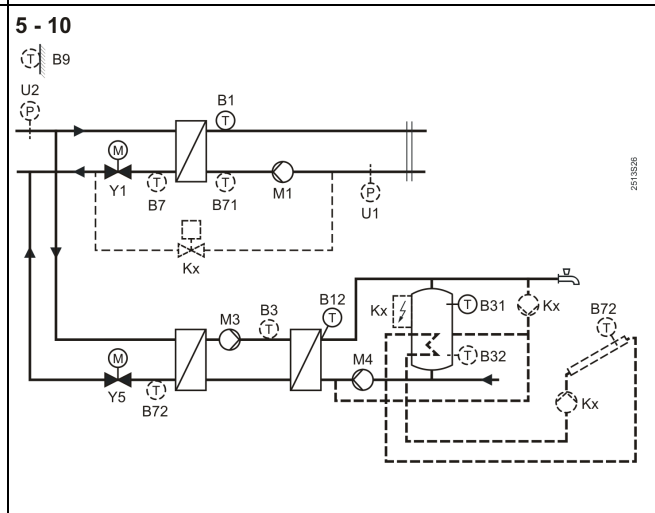 5 - 10
T B9
U2
P
B1
T
M
Y1
T
B7
T
B71
M1
P
U1
2513S26
Kx
M3
B3
T
B12
T
Kx
T B31
Kx
B72
T
M
Y5
T
B72
M4
T B32
Kx